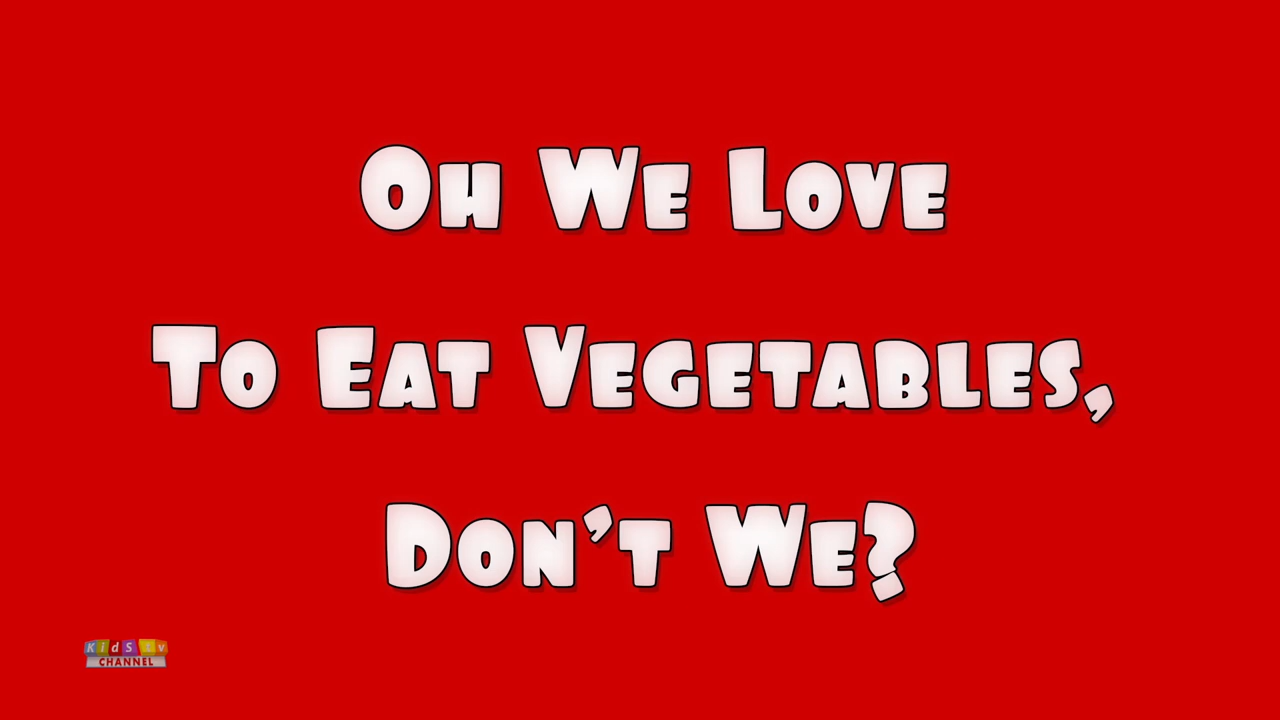 Oh We Love
To Eat Vegetables,
Don't We?
KidS tv
CHANNEL